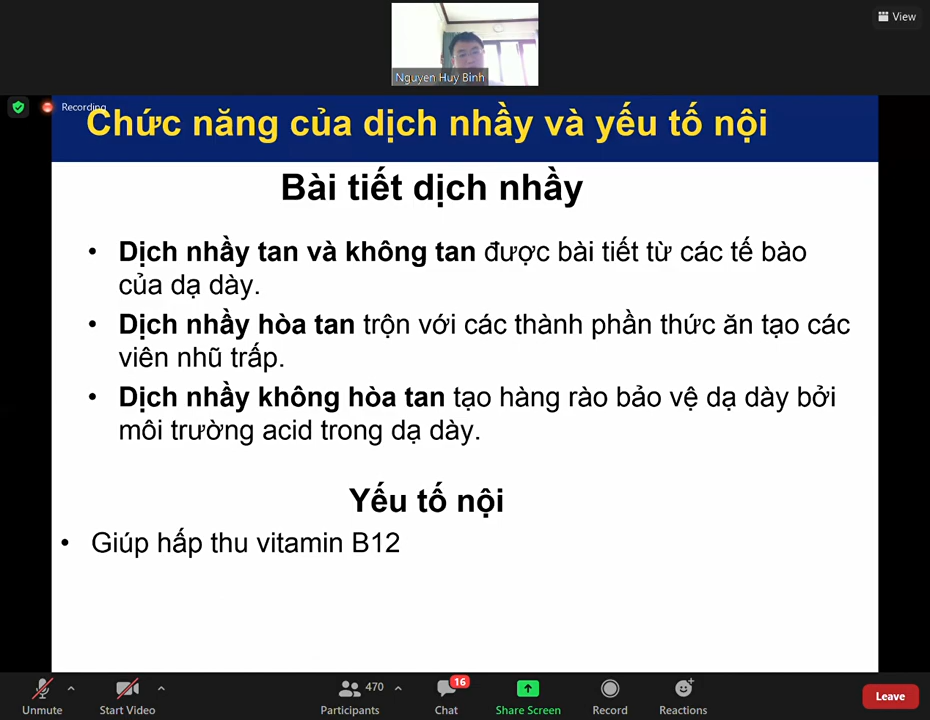 View
Nguyen Huy Binh
Recording
Chức năng của dịch nhầy và yếu tố nội
Bài tiết dịch nhầy
• Dịch nhầy tan và không tan được bài tiết từ các tế bào
của dạ dày.
• Dịch nhầy hòa tan trộn với các thành phần thức ăn tạo các
viên nhũ trấp.
• Dịch nhầy không hòa tan tạo hàng rào bảo vệ dạ dày bởi
môi trường acid trong dạ dày.
Yếu tố nội
• Giúp hấp thu vitamin B12
470
16
Unmute
Start Video
Participants
Chat
Share Screen
Record
Reactions
Leave